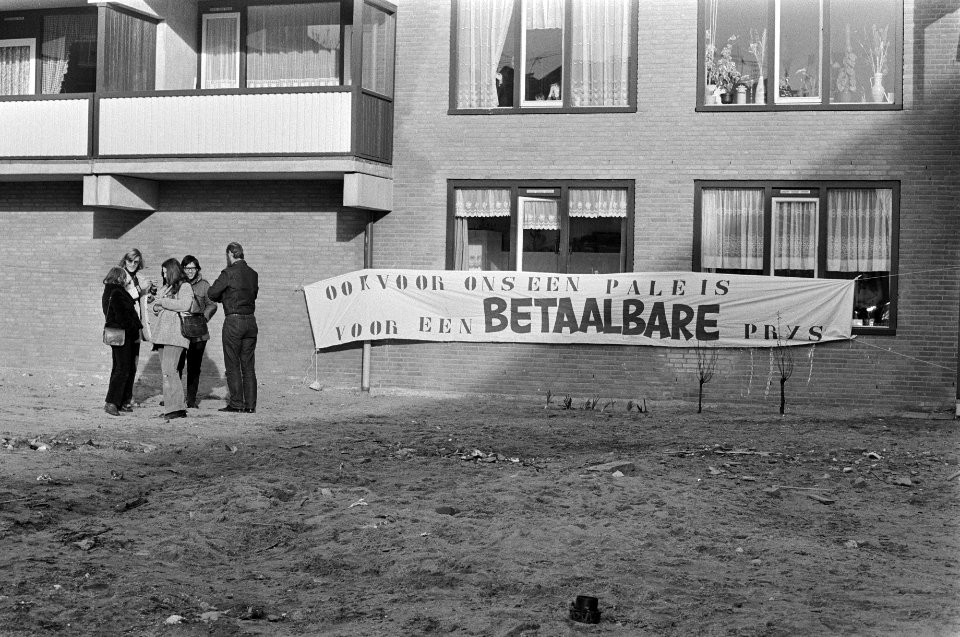 OOK VOOR ONS EEN PALEIS
VOOR EEN BETAALBARE PRYS